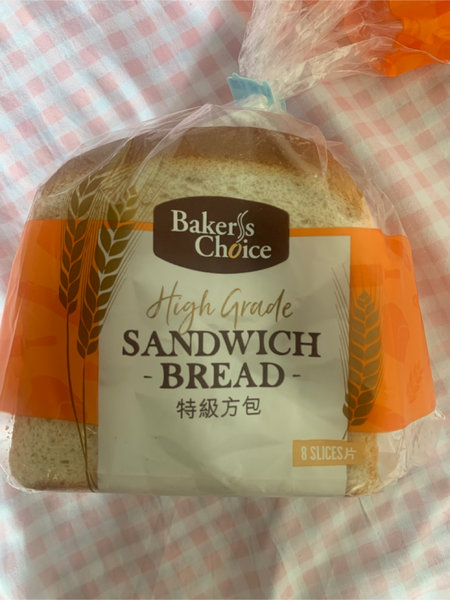 Baker's
Choice
High Grade
SANDWICH
- BREAD -
特級方包
8 SLICES片